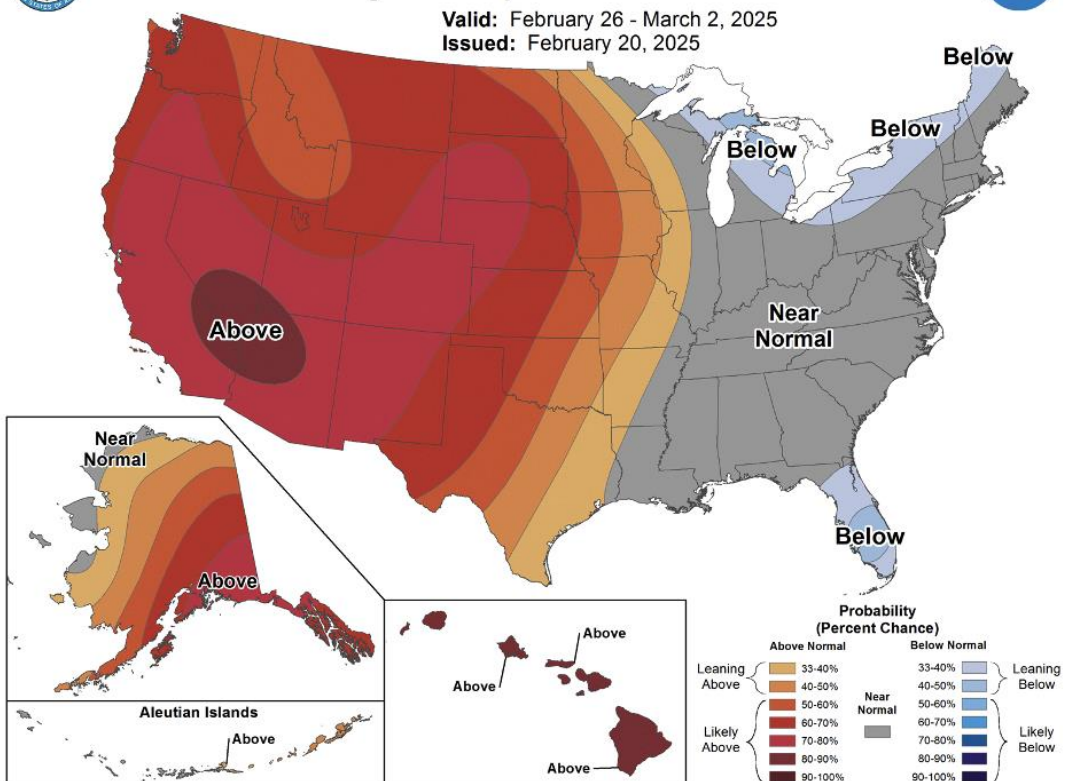 Valid: February 26 - March 2, 2025
Issued: February 20, 2025
Below
Below
Below
Above
Near
Normal
Below
Near
Normal
Above
Aleutian Islands
Above
Above
Above
Above
Probability
(Percent Chance)
Above Normal
Below Normal
Leaning
Above
33-40%
40-50%
Likely
Above
50-60%
60-70%
70-80%
80-90%
90-100%
Near
Normal
33-40%
40-50%
Leaning
Below
50-60%
60-70%
70-80%
80-90%
90-100%
Likely
Below